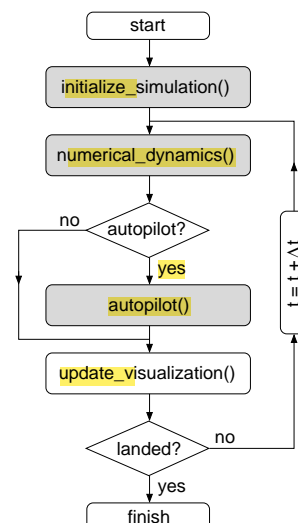 start
initialize_simulation()
numerical_dynamics()
no
autopilot?
yes
t = t + Δt
autopilot()
update_visualization()
landed?
no
yes
finish